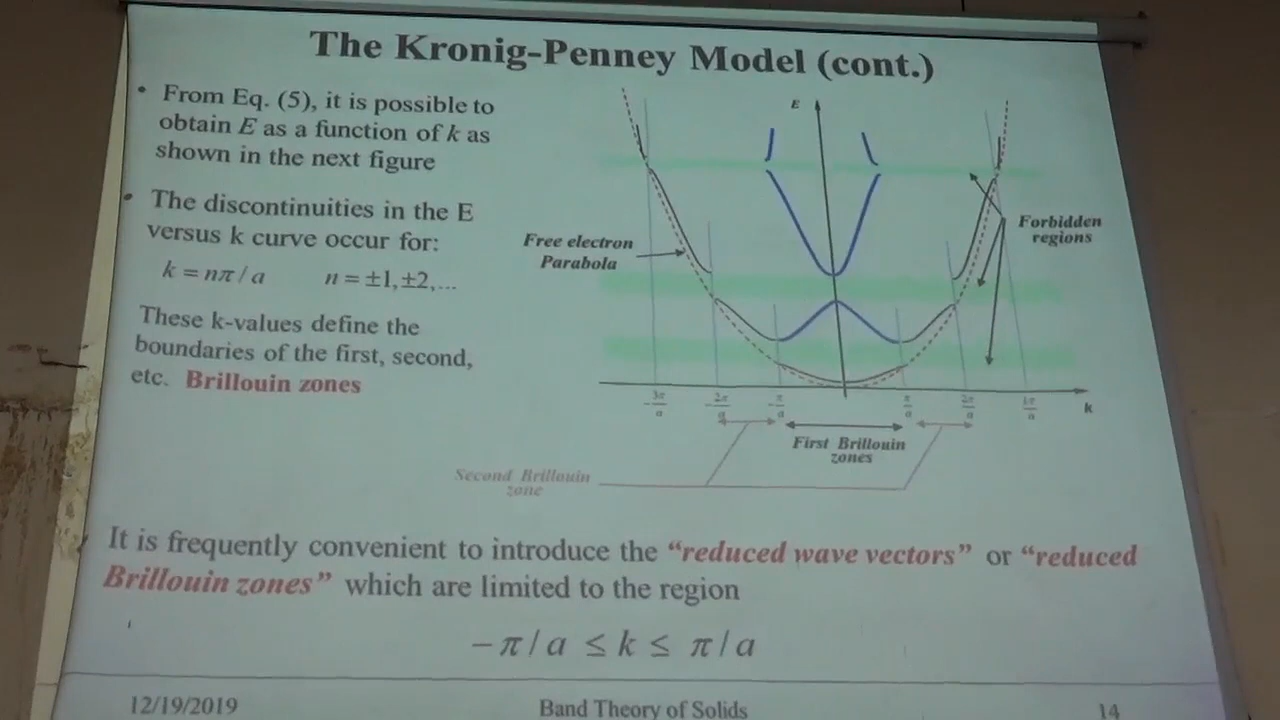 The Kronig-Penney Model (cont.)
• From Eq. (5), it is possible to
obtain E as a function of k as
shown in the next figure
• The discontinuities in the E
versus k curve occur for:
k = nπ / a n = ±1,±2,...
These k-values define the
boundaries of the first, second,
etc. Brillouin zones
E
Free electron
Parabola
Forbidden
regions
-3π/a -2π/a -π/a π/a 2π/a
k
First Brillouin
zones
Second Brillouin
zone
It is frequently convenient to introduce the “reduced wave vectors” or “reduced
Brillouin zones” which are limited to the region
−π / a ≤ k ≤ π / a
12/19/2019 Band Theory of Solids 14